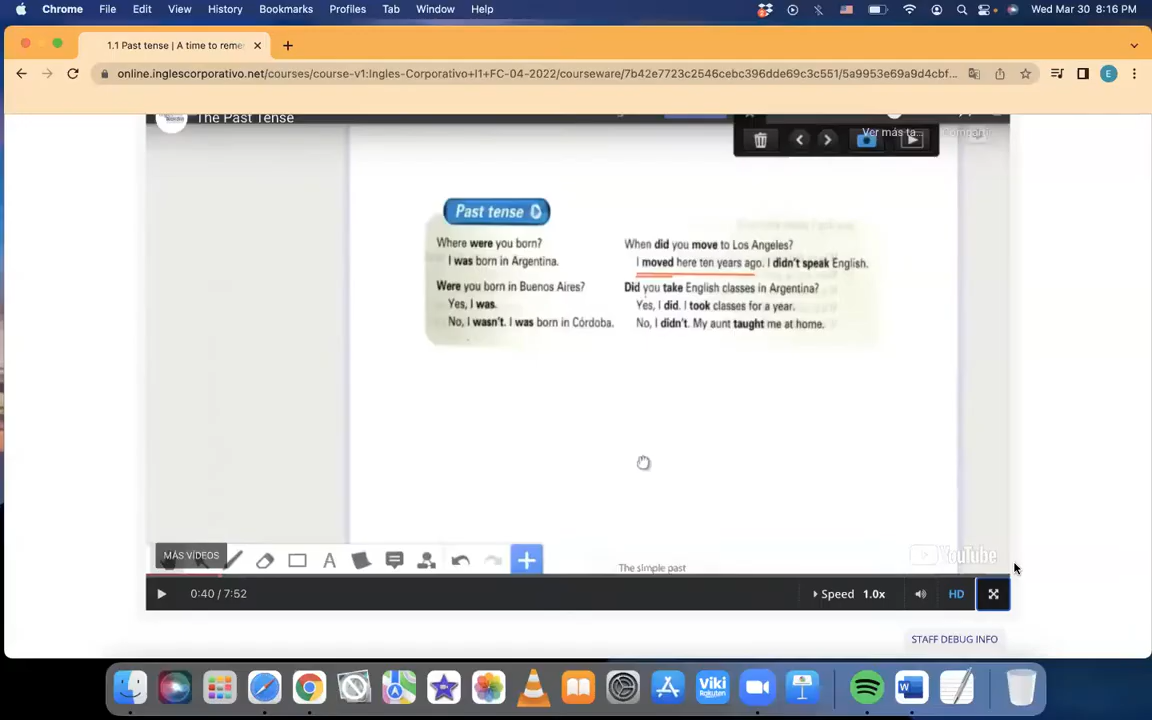 Chrome File Edit View History Bookmarks Profiles Tab Window Help Wed Mar 30 8:16 PM
1.1 Past tense | A time to reme
online.inglescorporativo.net/courses/course-v1:Ingles-Corporativo+I1+FC-04-2022/courseware/7b42e7723c2546cebc396dde69c3c551/5a9953e69a9d4cbf... E
The Past Tense
Ver más ta...
Past tense
Where were you born?
I was born in Argentina.
Were you born in Buenos Aires?
Yes, I was.
No, I wasn't. I was born in Córdoba.
When did you move to Los Angeles?
I moved here ten years ago. I didn't speak English.
Did you take English classes in Argentina?
Yes, I did. I took classes for a year.
No, I didn't. My aunt taught me at home.
MÁS VÍDEOS
YouTube
The simple past
0:40 / 7:52 Speed 1.0x HD
STAFF DEBUG INFO
Viki
Rakuten
W